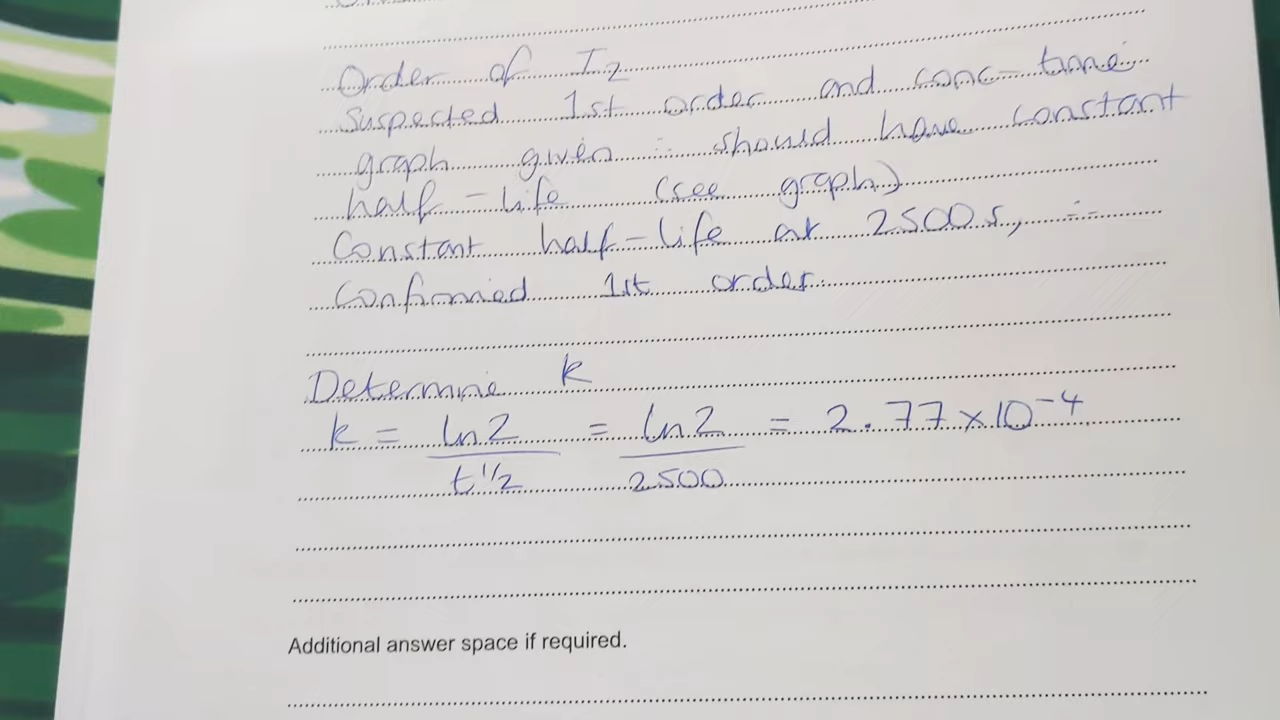 Order of I2
Suspected 1st order and conc-time
graph given ∴ should have constant
half-life (see graph)
Constant half-life at 2500s, ∴
Confirmed 1st order.
Determine k
k = ln2 / t1/2 = ln2 / 2500 = 2.77 × 10⁻⁴
Additional answer space if required.